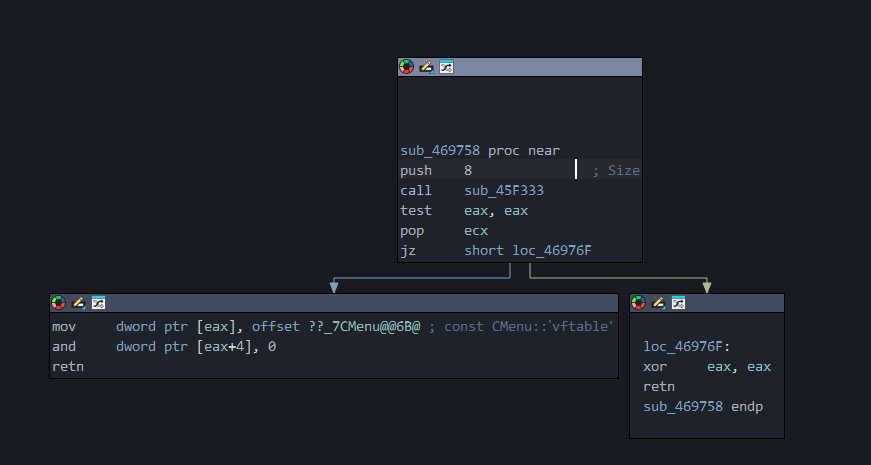 sub_469758 proc near
push 8 ; Size
call sub_45F333
test eax, eax
pop ecx
jz short loc_46976F
mov dword ptr [eax], offset ??_7CMenu@@6B@ ; const CMenu::`vftable'
and dword ptr [eax+4], 0
retn
loc_46976F:
xor eax, eax
retn
sub_469758 endp